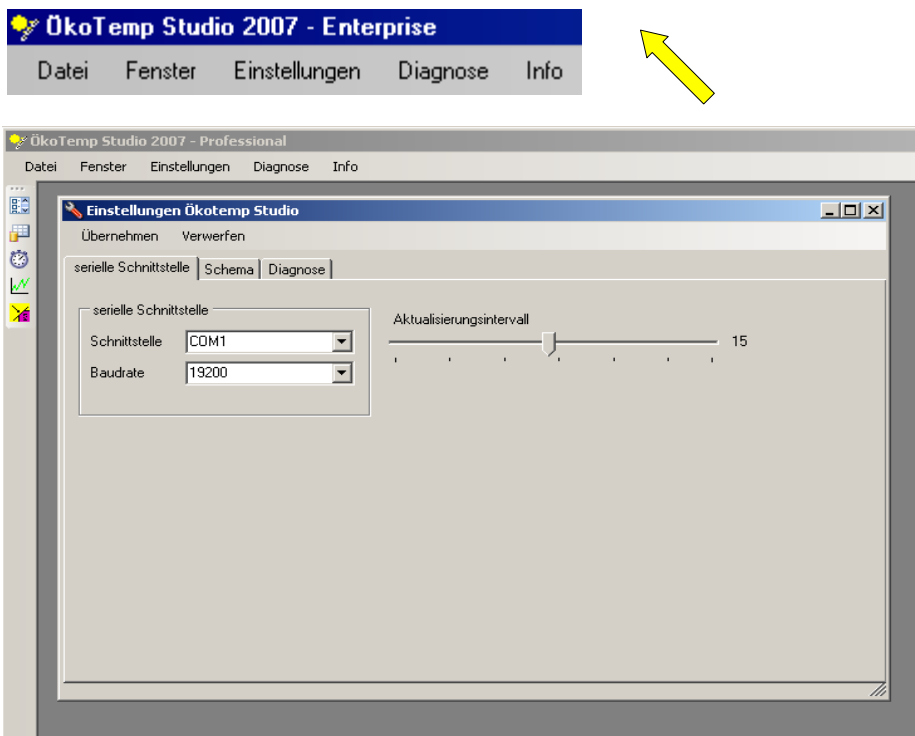 ÖkoTemp Studio 2007 - Enterprise
Datei Fenster Einstellungen Diagnose Info
ÖkoTemp Studio 2007 - Professional
Datei Fenster Einstellungen Diagnose Info
Einstellungen Ökotemp Studio
Übernehmen Verwerfen
serielle Schnittstelle Schema Diagnose
serielle Schnittstelle
Aktualisierungsintervall
Schnittstelle COM1 15
Baudrate 19200